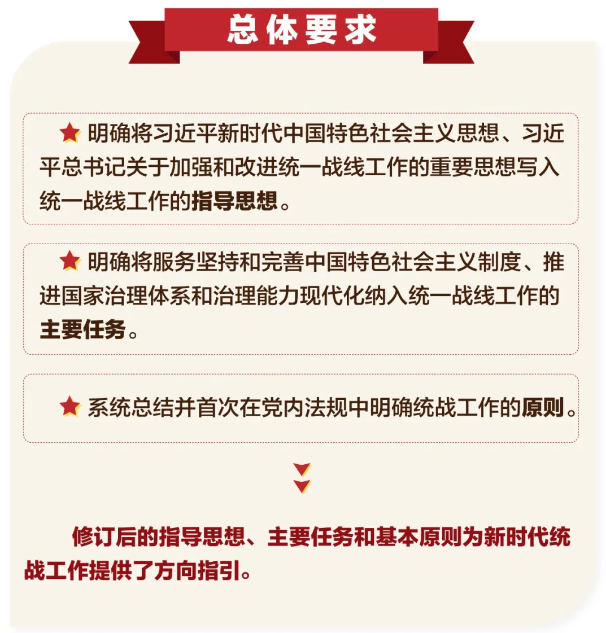 总体要求
明确将习近平新时代中国特色社会主义思想、习近
平总书记关于加强和改进统一战线工作的重要思想写入
统一战线工作的指导思想。
明确将服务坚持和完善中国特色社会主义制度、推
进国家治理体系和治理能力现代化纳入统一战线工作的
主要任务。
系统总结并首次在党内法规中明确统战工作的原则。
修订后的指导思想、主要任务和基本原则为新时代统
战工作提供了方向指引。